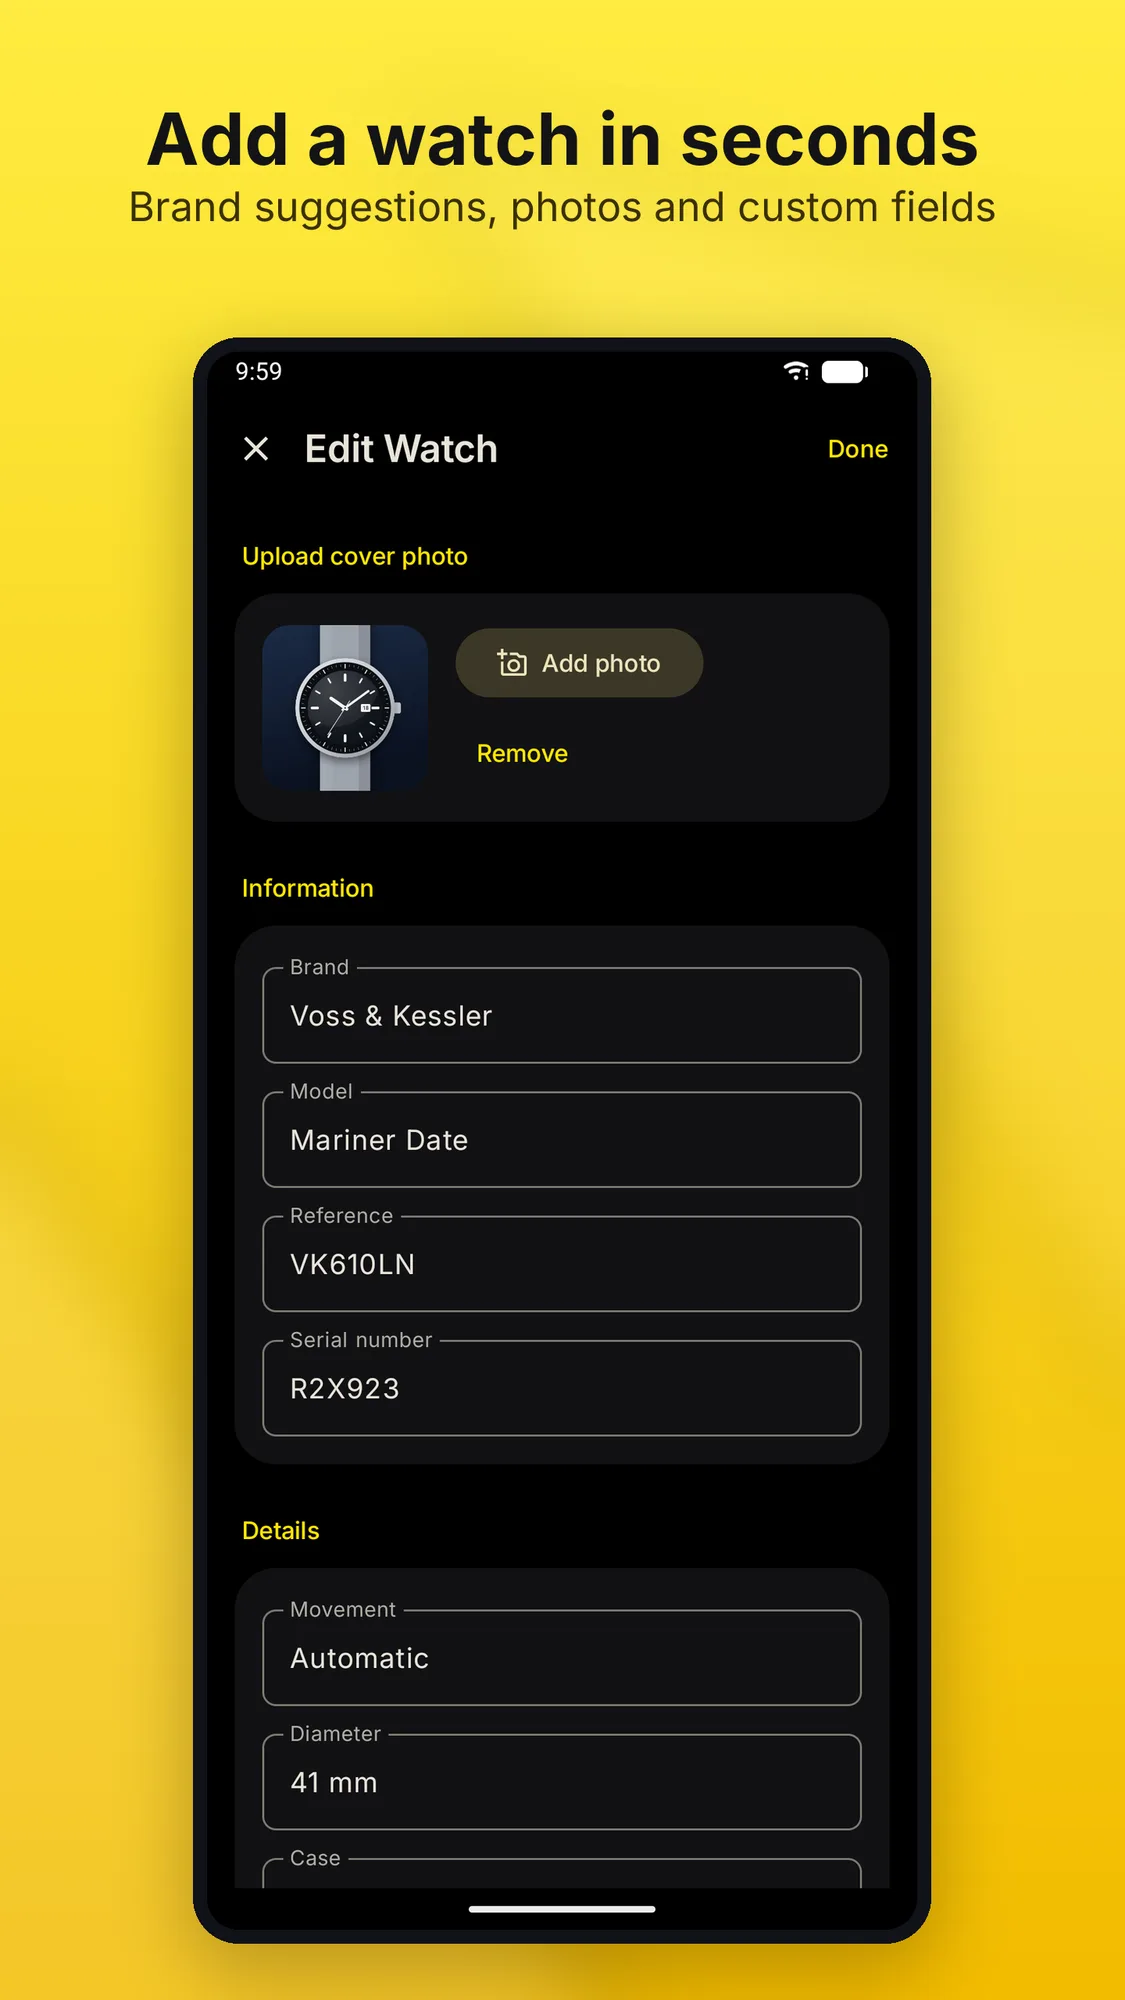 Add a watch in seconds
Brand suggestions, photos and custom fields
9:59
Edit Watch
Done
Upload cover photo
Add photo
Remove
Information
Brand
Voss & Kessler
Model
Mariner Date
Reference
VK610LN
Serial number
R2X923
Details
Movement
Automatic
Diameter
41 mm
Case